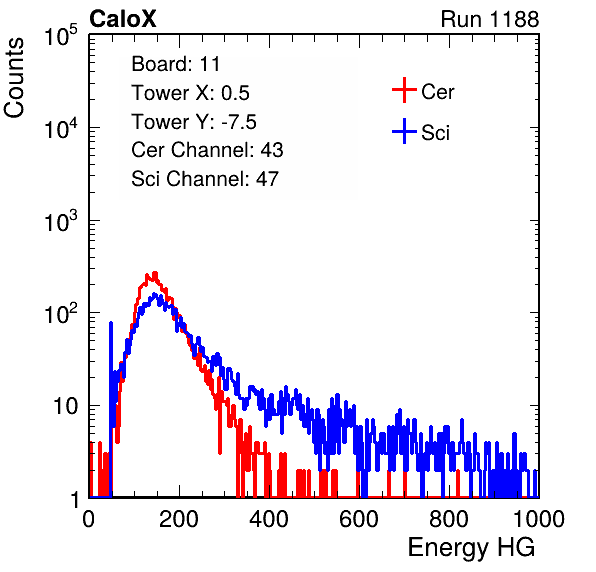 CaloX Run 1188
Counts
10^5
10^4
10^3
10^2
10
1
Board: 11
Tower X: 0.5
Tower Y: -7.5
Cer Channel: 43
Sci Channel: 47
Cer
Sci
0 200 400 600 800 1000
Energy HG